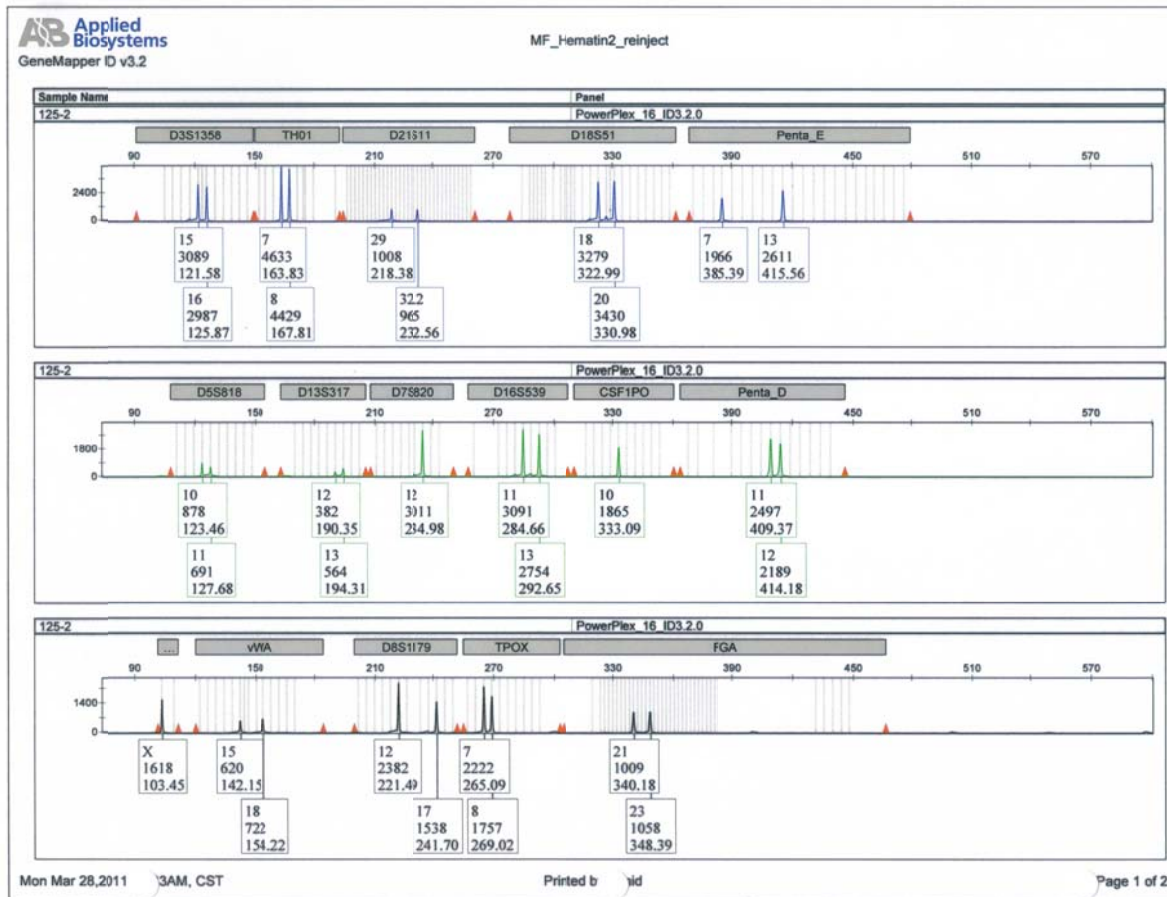 AB Applied
Biosystems
GeneMapper ID v3.2
MF_Hematin2_reinject
Sample Name Panel
125-2 PowerPlex_16_ID3.2.0
D3S1358 TH01 D21S11 D18S51 Penta_E
90 150 210 270 330 390 450 510 570
2400
0
15 7 29 18 7 13
3089 4633 1008 3279 1966 2611
121.58 163.83 218.38 322.99 385.39 415.56
16 8 32.2 20
2987 4429 965 3430
125.87 167.81 232.56 330.98
125-2 PowerPlex_16_ID3.2.0
D5S818 D13S317 D7S820 D16S539 CSF1PO Penta_D
90 150 210 270 330 390 450 510 570
1800
0
10 12 12 11 10 11
878 382 3011 3091 1865 2497
123.46 190.35 234.98 284.66 333.09 409.37
11 13 13 12
691 564 2754 2189
127.68 194.31 292.65 414.18
125-2 PowerPlex_16_ID3.2.0
... vWA D8S1179 TPOX FGA
90 150 210 270 330 390 450 510 570
1400
0
X 15 12 7 21
1618 620 2382 2222 1009
103.45 142.15 221.49 265.09 340.18
18 17 8 23
722 1538 1757 1058
154.22 241.70 269.02 348.39
Mon Mar 28,2011 3AM, CST Printed b Page 1 of 2